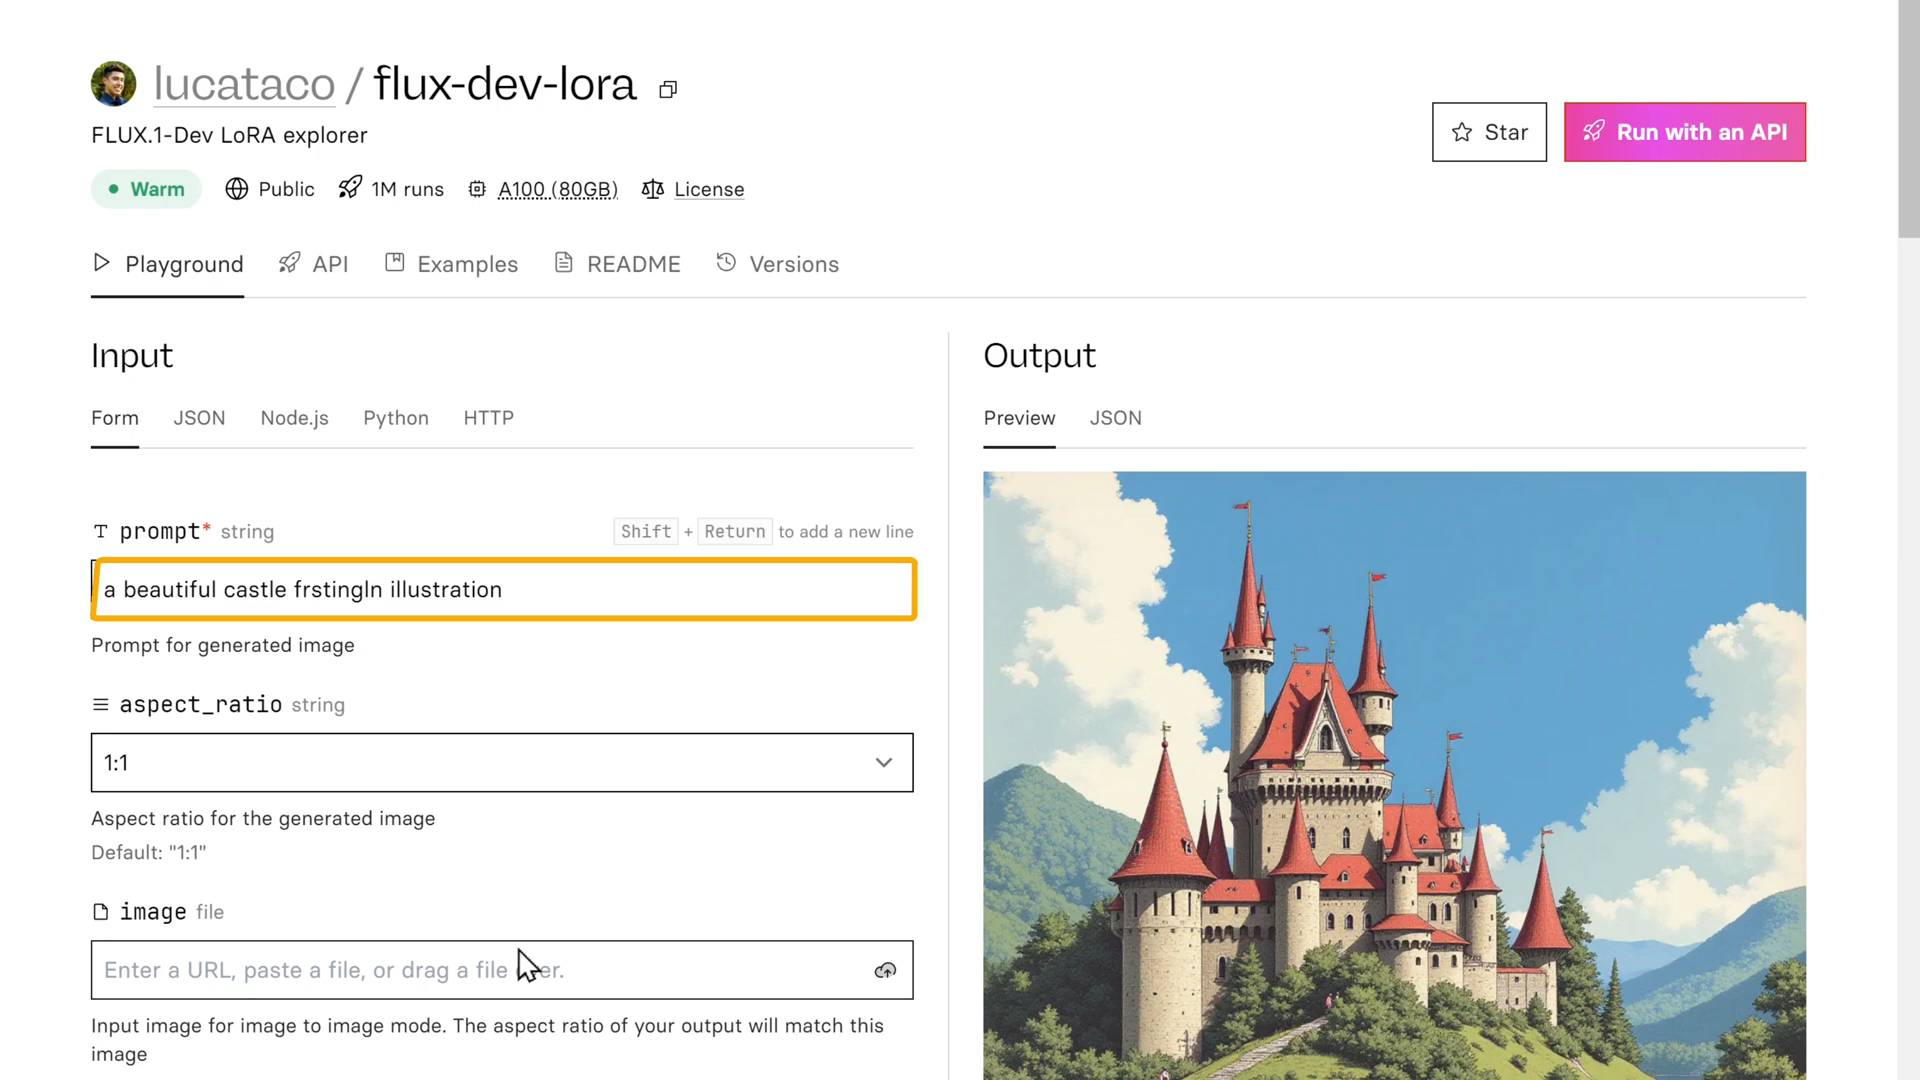 lucataco / flux-dev-lora
FLUX.1-Dev LoRA explorer
Star
Run with an API
Warm
Public
1M runs
A100 (80GB)
License
Playground
API
Examples
README
Versions
Input
Form
JSON
Node.js
Python
HTTP
prompt* string
Shift + Return to add a new line
a beautiful castle frstingln illustration
Prompt for generated image
aspect_ratio string
1:1
Aspect ratio for the generated image
Default: "1:1"
image file
Enter a URL, paste a file, or drag a file over.
Input image for image to image mode. The aspect ratio of your output will match this
image
Output
Preview
JSON